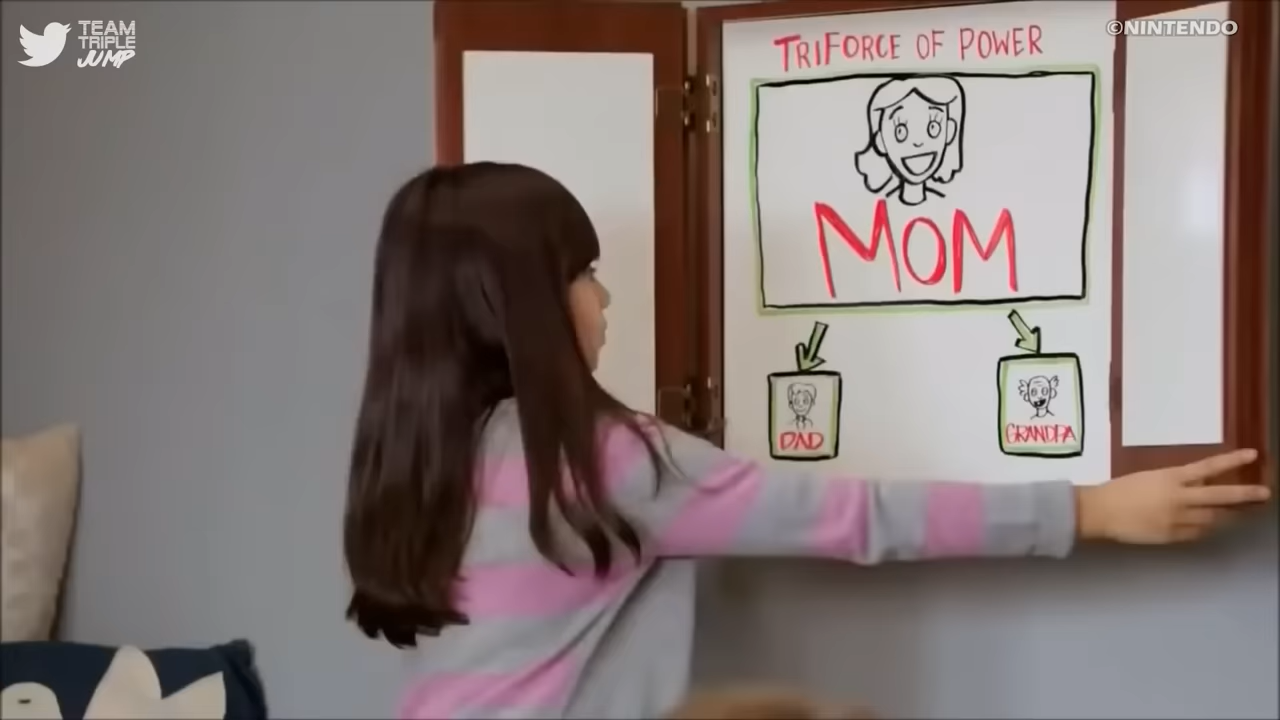 TEAM
TRIPLE
JUMP
©NINTENDO
TRIFORCE OF POWER
MOM
DAD
GRANDPA